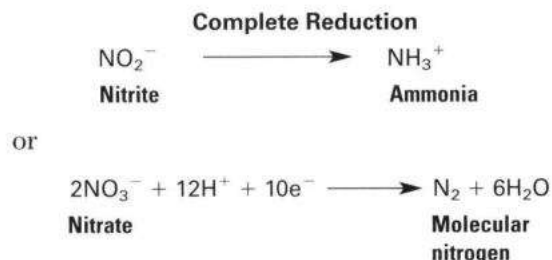 Complete Reduction
NO₂⁻ ⟶ NH₃⁺
Nitrite Ammonia
or
2NO₃⁻ + 12H⁺ + 10e⁻ ⟶ N₂ + 6H₂O
Nitrate Molecular
nitrogen